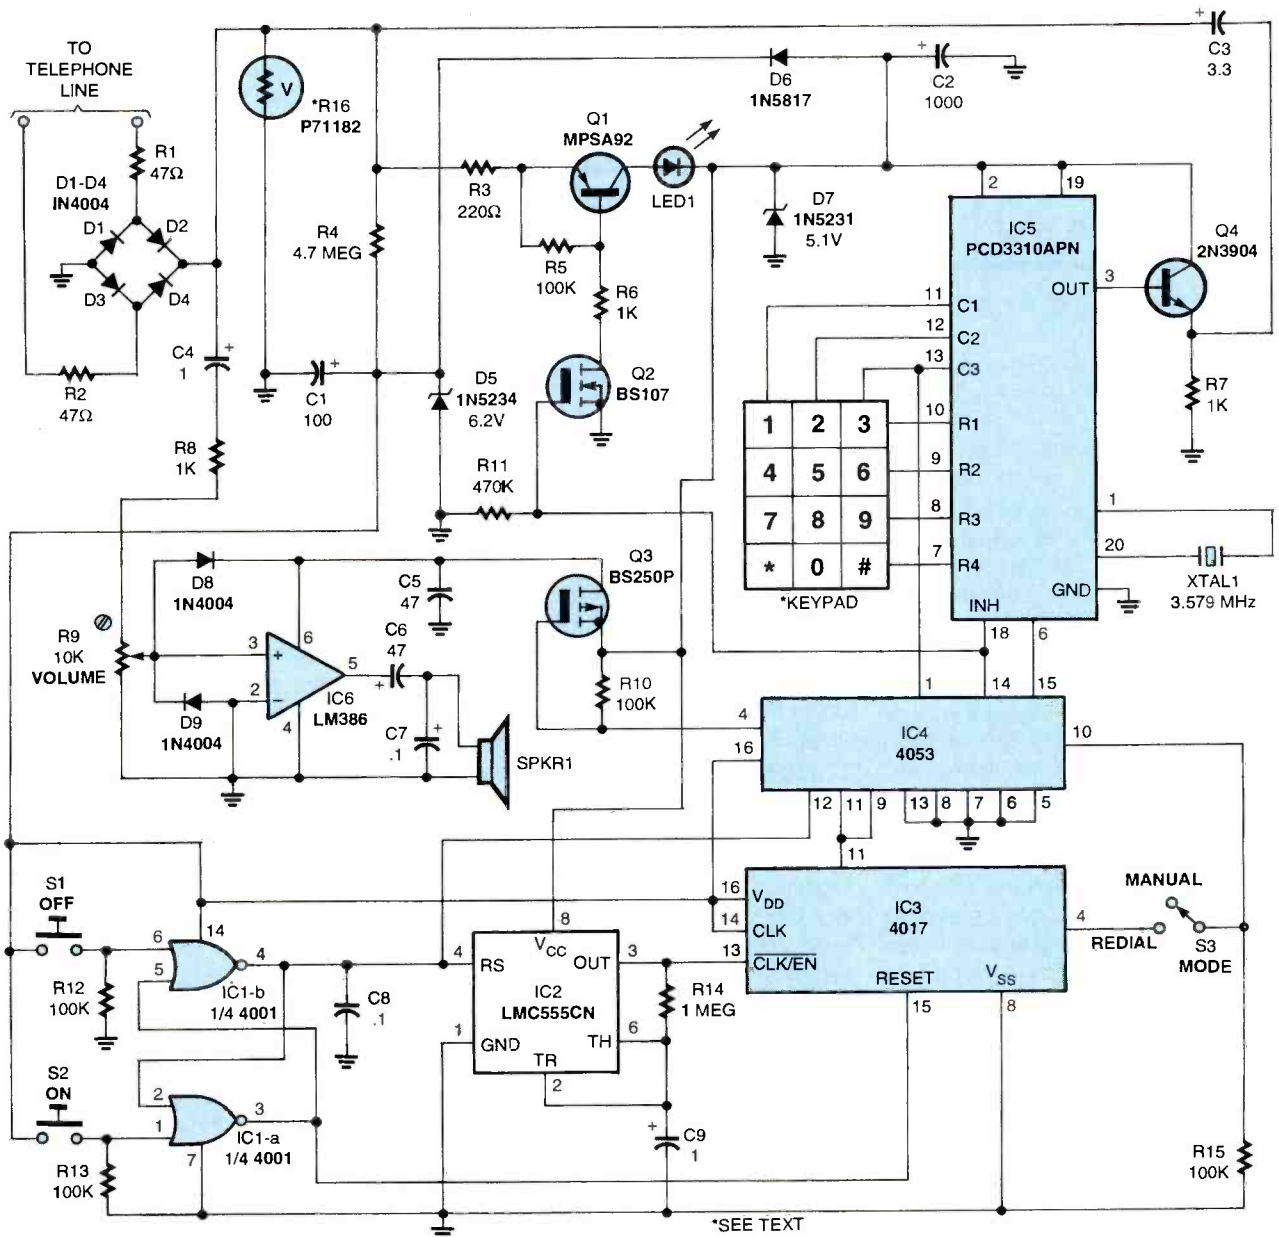 TO
TELEPHONE
LINE
R1
47Ω
D1-D4
IN4004
D1
D2
D3
D4
R2
47Ω
C4
1
+
R8
1K
V
*R16
P71182
R4
4.7 MEG
C1
100
+
R3
220Ω
Q1
MPSA92
LED1
R5
100K
R6
1K
Q2
BS107
D5
1N5234
6.2V
R11
470K
D6
1N5817
+
C2
1000
+
C3
3.3
D7
1N5231
5.1V
2
19
IC5
PCD3310APN
OUT
3
Q4
2N3904
R7
1K
11
C1
12
C2
13
C3
10
R1
9
R2
8
R3
7
R4
1 2 3
4 5 6
7 8 9
* 0 #
*KEYPAD
1
20
GND
INH
18
6
XTAL1
3.579 MHz
D8
1N4004
R9
10K
VOLUME
D9
1N4004
3
+
2
–
6
5
4
IC6
LM386
C5
47
C6
47
+
C7
.1
+
SPKR1
Q3
BS250P
R10
100K
1
14
15
4
16
IC4
4053
10
12
11
9
13
8
7
6
5
11
16
VDD
14
CLK
13
CLK/EN
IC3
4017
RESET
VSS
15
8
4
MANUAL
REDIAL
S3
MODE
R15
100K
S1
OFF
R12
100K
6
5
14
4
IC1-b
1/4 4001
C8
.1
S2
ON
R13
100K
2
1
7
3
IC1-a
1/4 4001
8
VCC
4
RS
OUT
3
IC2
LMC555CN
1
GND
TH
6
TR
2
R14
1 MEG
+
C9
1
*SEE TEXT